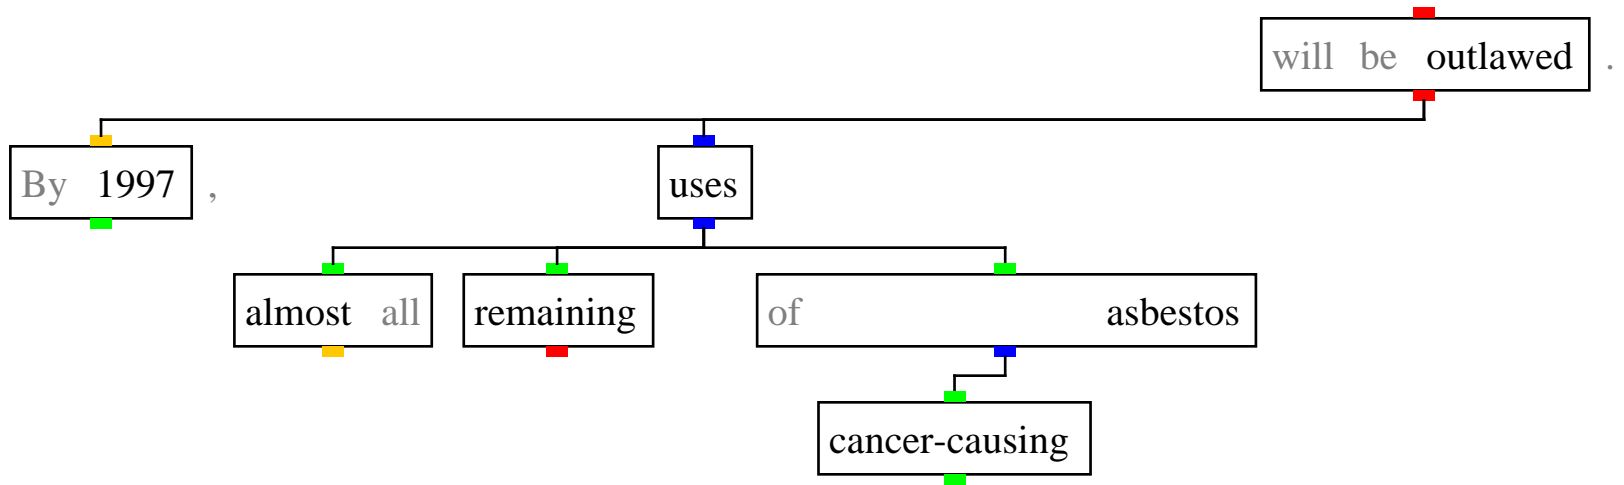 will be outlawed .
By 1997 , uses
almost all remaining of asbestos
cancer-causing